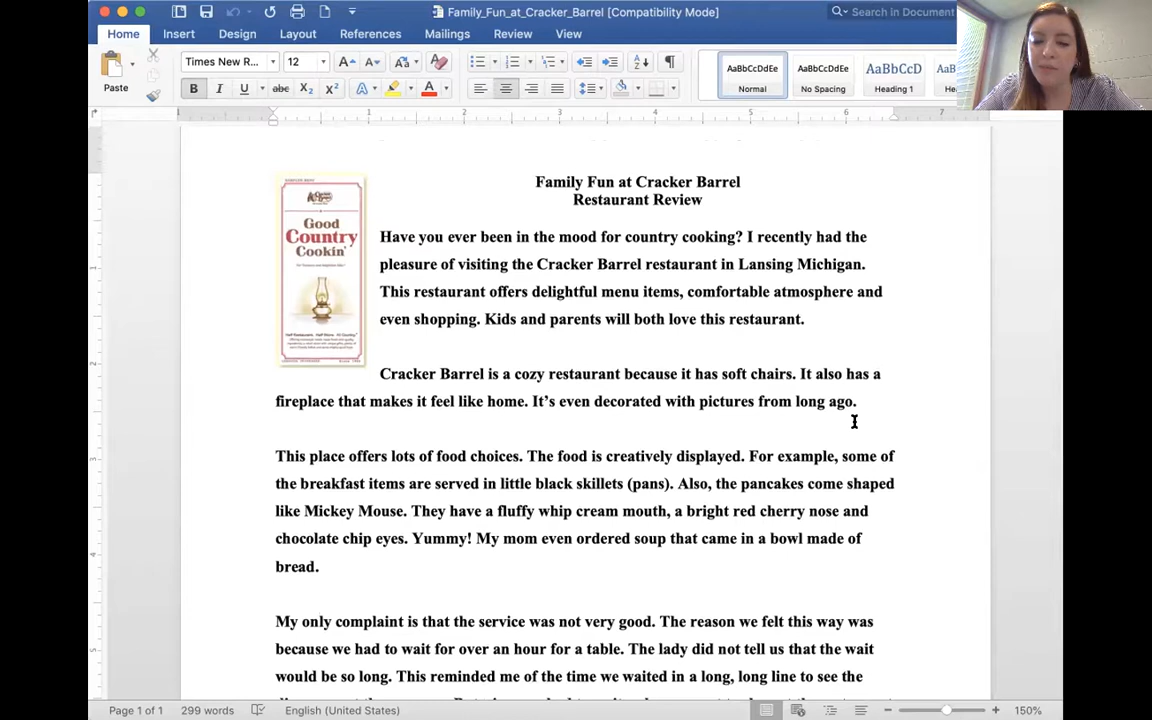 Family_Fun_at_Cracker_Barrel [Compatibility Mode]
Search in Document
Home Insert Design Layout References Mailings Review View
Paste
Times New R... 12
B I U abc X₂ X²
AaBbCcDdEe AaBbCcDdEe AaBbCcD
Normal No Spacing Heading 1
1 2 3 4 5 6 7
Family Fun at Cracker Barrel
Restaurant Review
Good
Country
Cookin'
Have you ever been in the mood for country cooking? I recently had the
pleasure of visiting the Cracker Barrel restaurant in Lansing Michigan.
This restaurant offers delightful menu items, comfortable atmosphere and
even shopping. Kids and parents will both love this restaurant.
Cracker Barrel is a cozy restaurant because it has soft chairs. It also has a
fireplace that makes it feel like home. It's even decorated with pictures from long ago.
This place offers lots of food choices. The food is creatively displayed. For example, some of
the breakfast items are served in little black skillets (pans). Also, the pancakes come shaped
like Mickey Mouse. They have a fluffy whip cream mouth, a bright red cherry nose and
chocolate chip eyes. Yummy! My mom even ordered soup that came in a bowl made of
bread.
My only complaint is that the service was not very good. The reason we felt this way was
because we had to wait for over an hour for a table. The lady did not tell us that the wait
would be so long. This reminded me of the time we waited in a long, long line to see the
Page 1 of 1 299 words English (United States) 150%